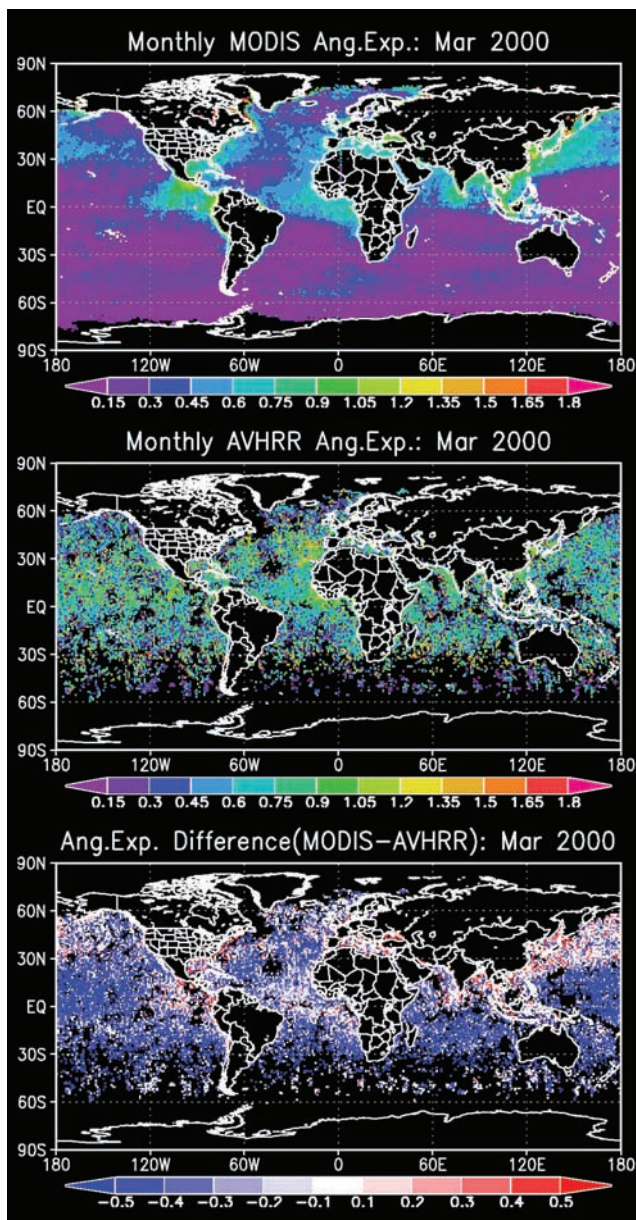 Monthly MODIS Ang.Exp.: Mar 2000
90N
60N
30N
EQ
30S
60S
90S
180 120W 60W 0 60E 120E 180
0.15 0.3 0.45 0.6 0.75 0.9 1.05 1.2 1.35 1.5 1.65 1.8
Monthly AVHRR Ang.Exp.: Mar 2000
90N
60N
30N
EQ
30S
60S
90S
180 120W 60W 0 60E 120E 180
0.15 0.3 0.45 0.6 0.75 0.9 1.05 1.2 1.35 1.5 1.65 1.8
Ang.Exp. Difference(MODIS-AVHRR): Mar 2000
90N
60N
30N
EQ
30S
60S
90S
180 120W 60W 0 60E 120E 180
-0.5 -0.4 -0.3 -0.2 -0.1 0.1 0.2 0.3 0.4 0.5